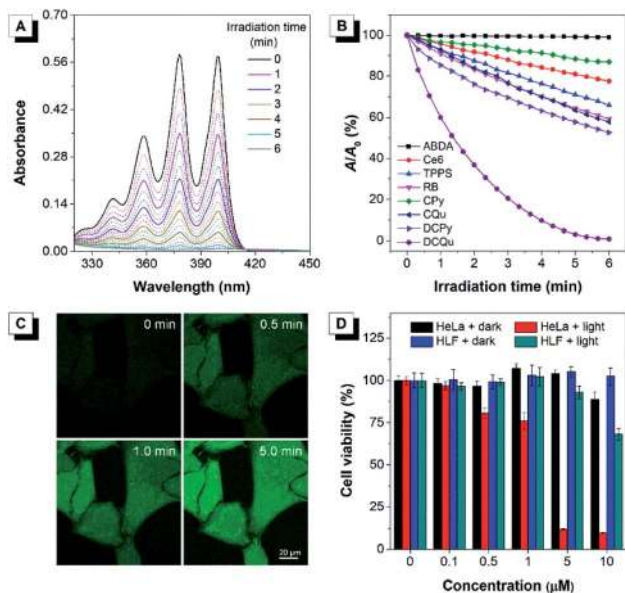 A
Irradiation time
(min)
0
1
2
3
4
5
6
Absorbance
0.70
0.56
0.42
0.28
0.14
0.00
330 360 390 420 450
Wavelength (nm)
B
A/A0 (%)
100
80
60
40
20
0
ABDA
Ce6
TPPS
RB
CPy
CQu
DCPy
DCQu
0 1 2 3 4 5 6
Irradiation time (min)
C
0 min
0.5 min
1.0 min
5.0 min
20 μm
D
HeLa + dark
HeLa + light
HLF + dark
HLF + light
Cell viability (%)
125
100
75
50
25
0
0 0.1 0.5 1 5 10
Concentration (μM)